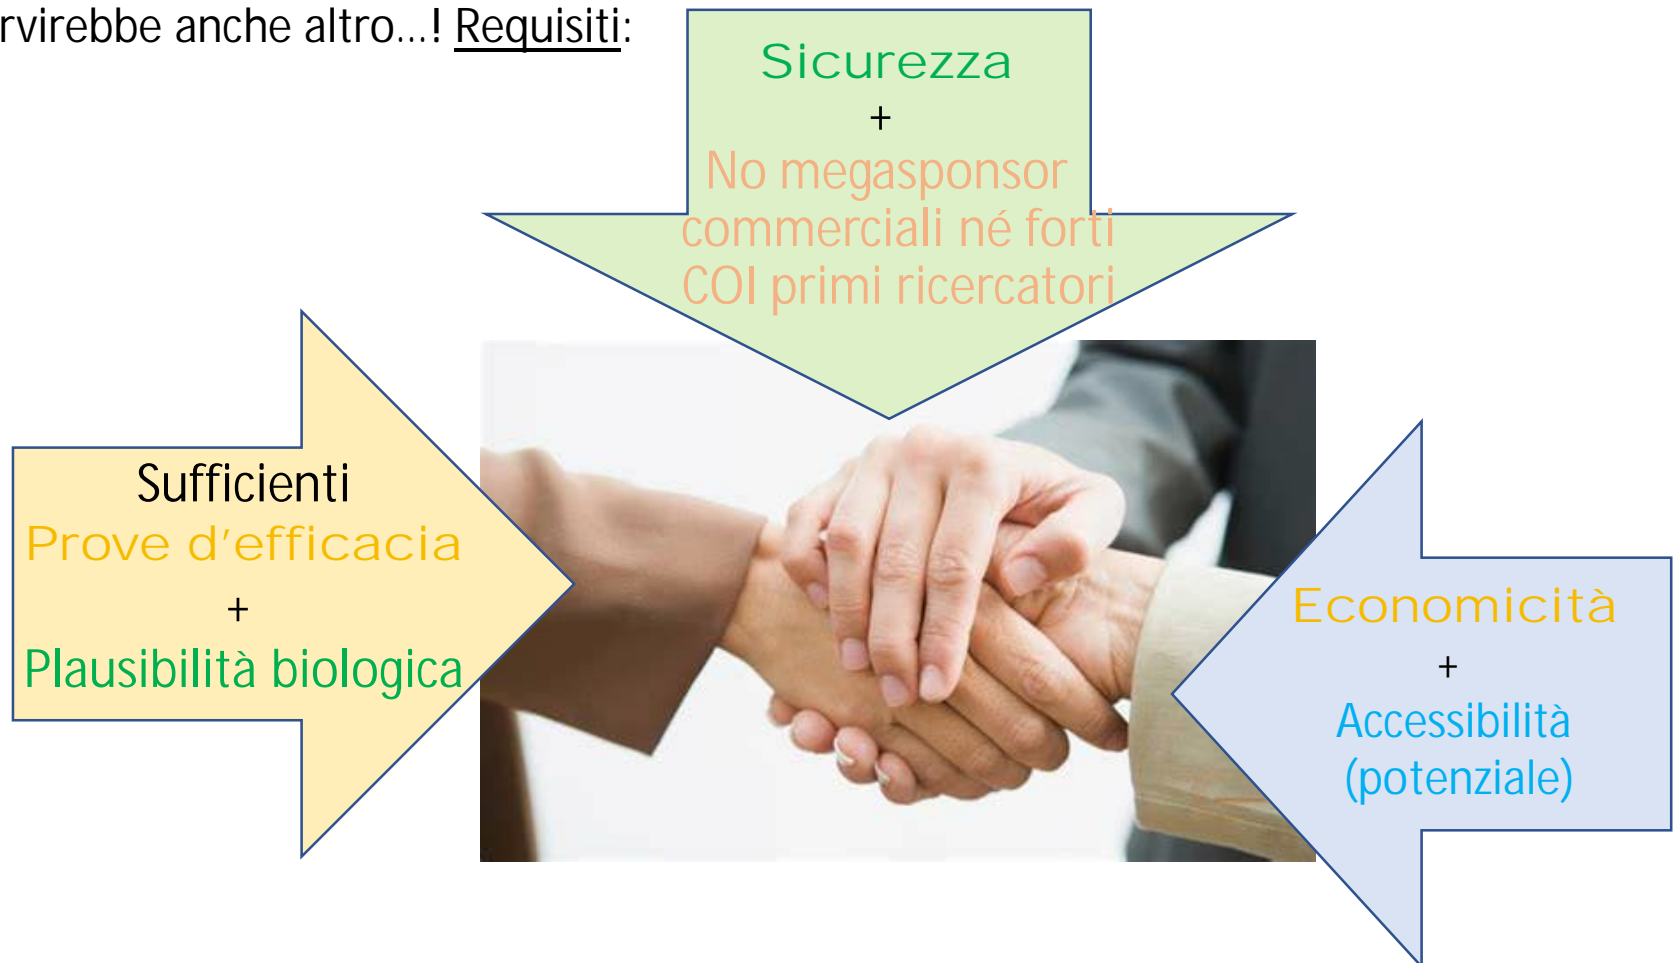 rvirebbe anche altro...! Requisiti:
Sicurezza
+
No megasponsor
commerciali né forti
COI primi ricercatori
Sufficienti
Prove d'efficacia
+
Plausibilità biologica
Economicità
+
Accessibilità
(potenziale)